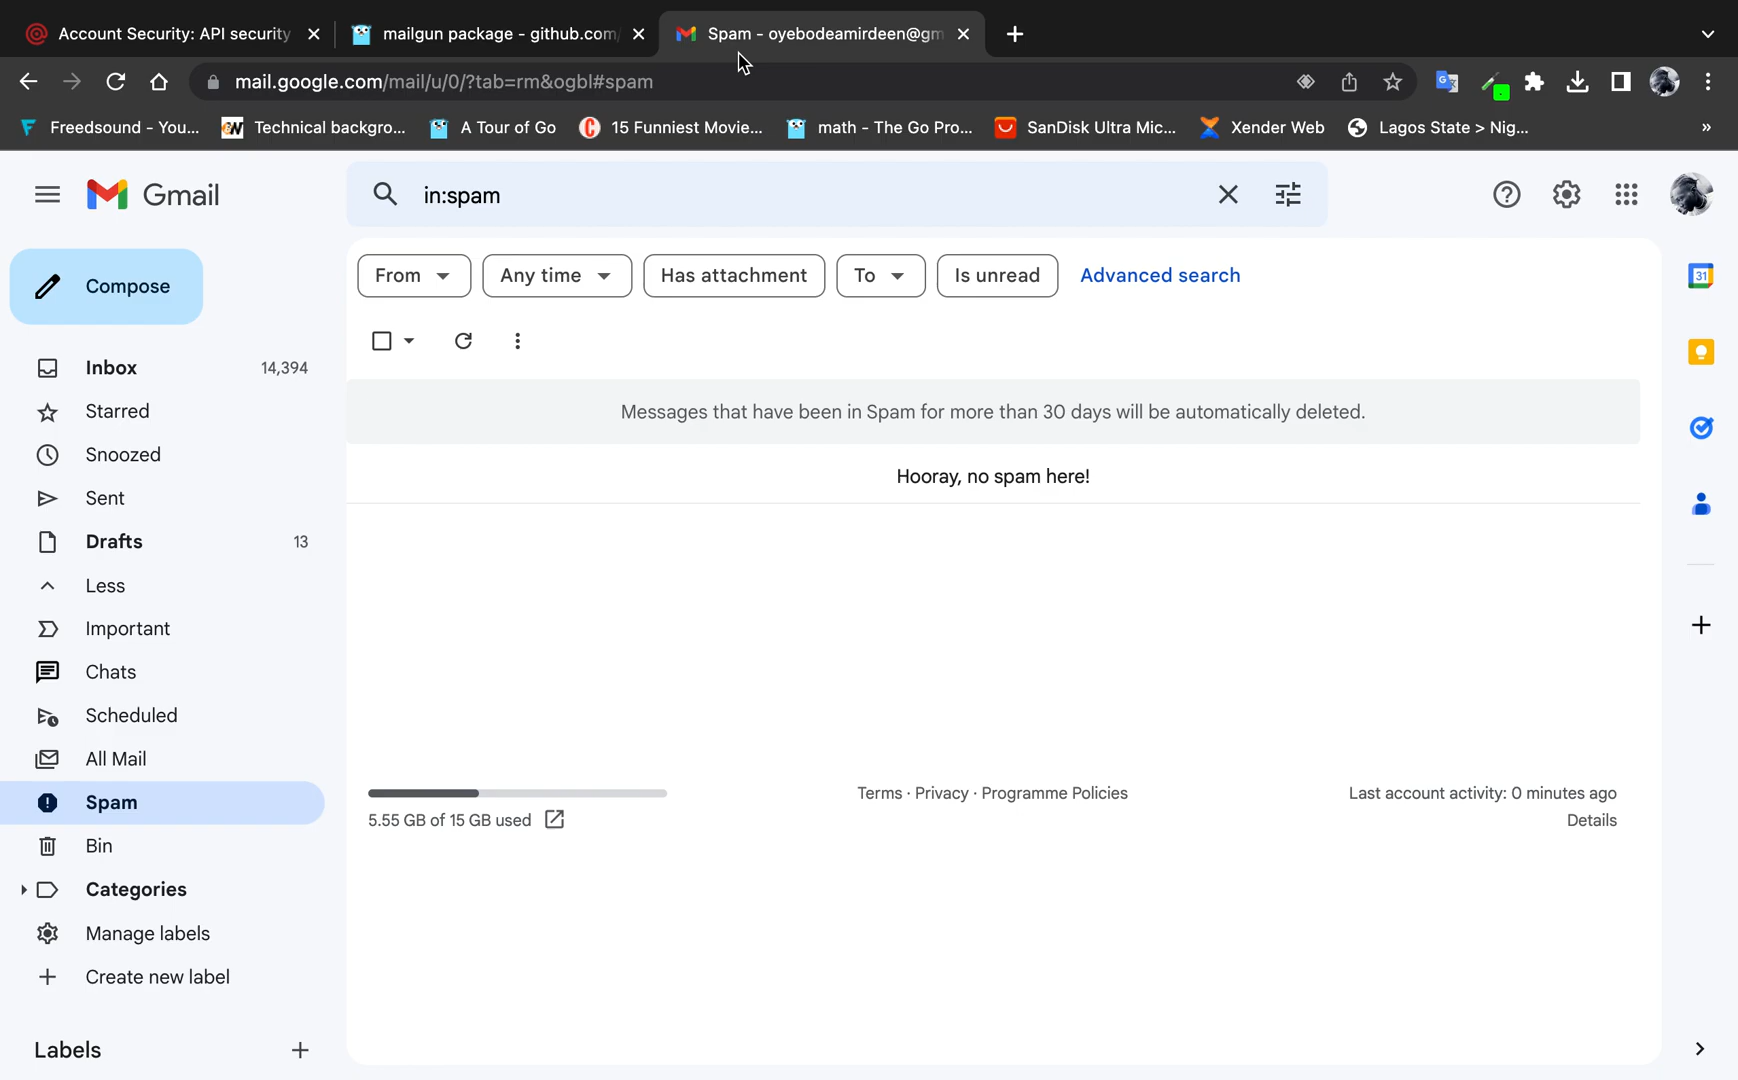 Account Security: API security
mailgun package - github.com/
Spam - oyebodeamirdeen@gm
mail.google.com/mail/u/0/?tab=rm&ogbl#spam
Freedsound - You...
Technical backgro...
A Tour of Go
15 Funniest Movie...
math - The Go Pro...
SanDisk Ultra Mic...
Xender Web
Lagos State > Nig...
»
Gmail
in:spam
Compose
From
Any time
Has attachment
To
Is unread
Advanced search
31
Inbox 14,394
Starred
Snoozed
Sent
Drafts 13
Less
Important
Chats
Scheduled
All Mail
Spam
Bin
Categories
Manage labels
Create new label
Labels
Messages that have been in Spam for more than 30 days will be automatically deleted.
Hooray, no spam here!
5.55 GB of 15 GB used
Terms · Privacy · Programme Policies
Last account activity: 0 minutes ago
Details